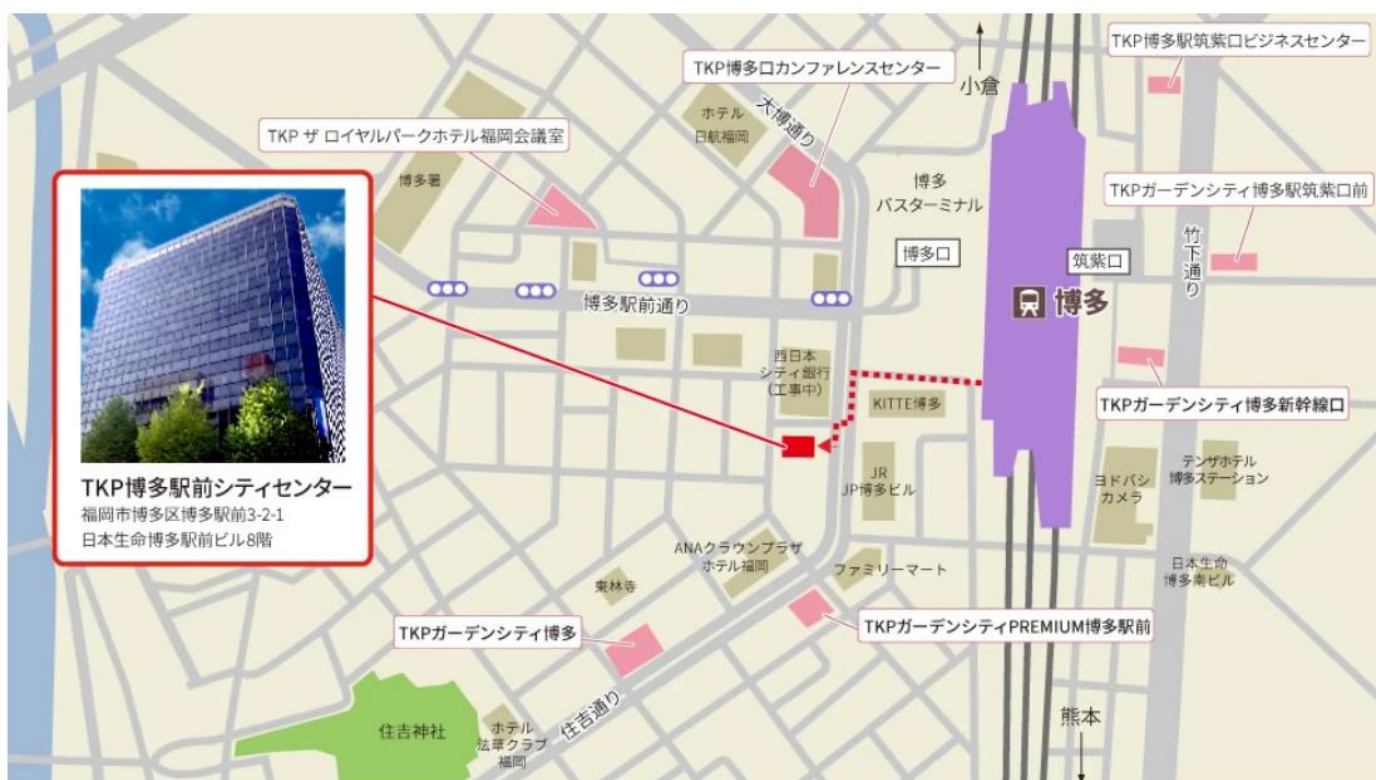 TKP博多駅筑紫口ビジネスセンター
TKP博多口カンファレンスセンター
小倉
大博通り
ホテル
日航福岡
TKP ザ ロイヤルパークホテル福岡会議室
博多署
博多
バスターミナル
TKPガーデンシティ博多駅筑紫口前
竹下通り
博多口
筑紫口
博多駅前通り
博多
西日本
シティ銀行
(工事中)
KITTE博多
TKPガーデンシティ博多新幹線口
TKP博多駅前シティセンター
福岡市博多区博多駅前3-2-1
日本生命博多駅前ビル8階
JR
JP博多ビル
ヨドバシ
カメラ
テンザホテル
博多ステーション
ANAクラウンプラザ
ホテル福岡
ファミリーマート
日本生命
博多南ビル
東林寺
TKPガーデンシティ博多
TKPガーデンシティPREMIUM博多駅前
住吉通り
住吉神社
ホテル
法華クラブ
福岡
熊本